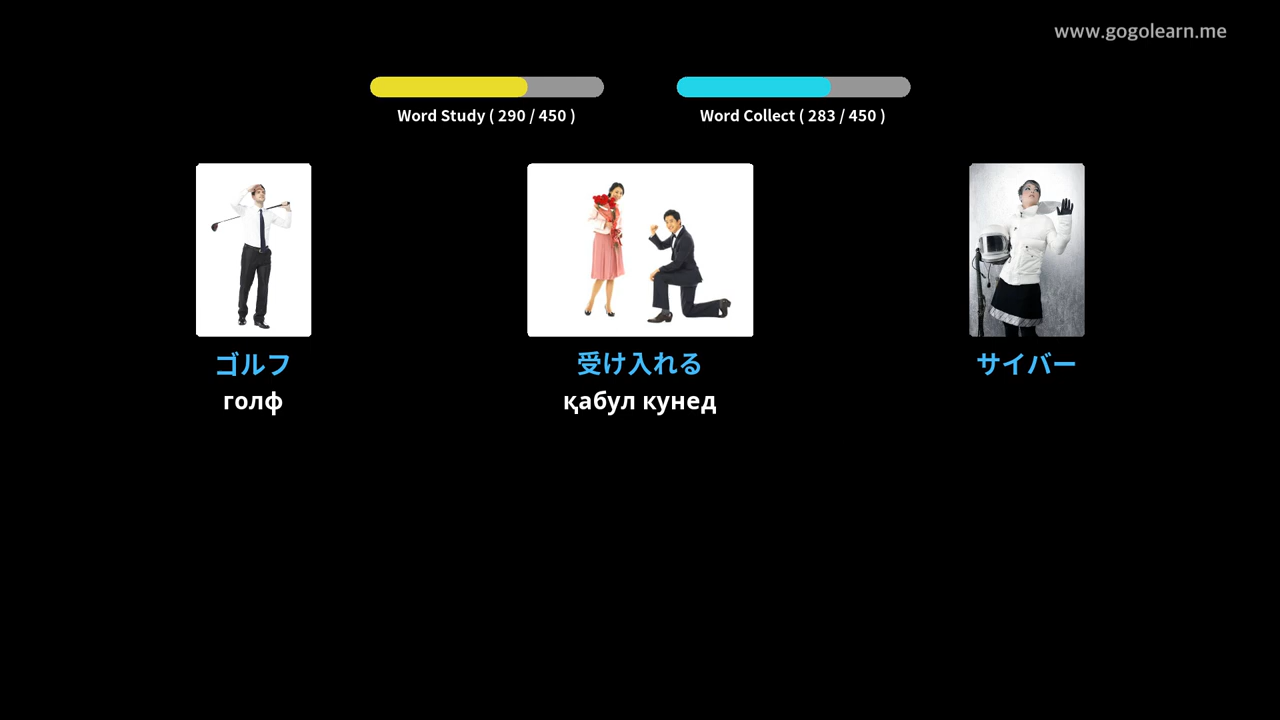 www.gogolearn.me
Word Study ( 290 / 450 )
Word Collect ( 283 / 450 )
ゴルフ
голф
受け入れる
қабул кунед
サイバー